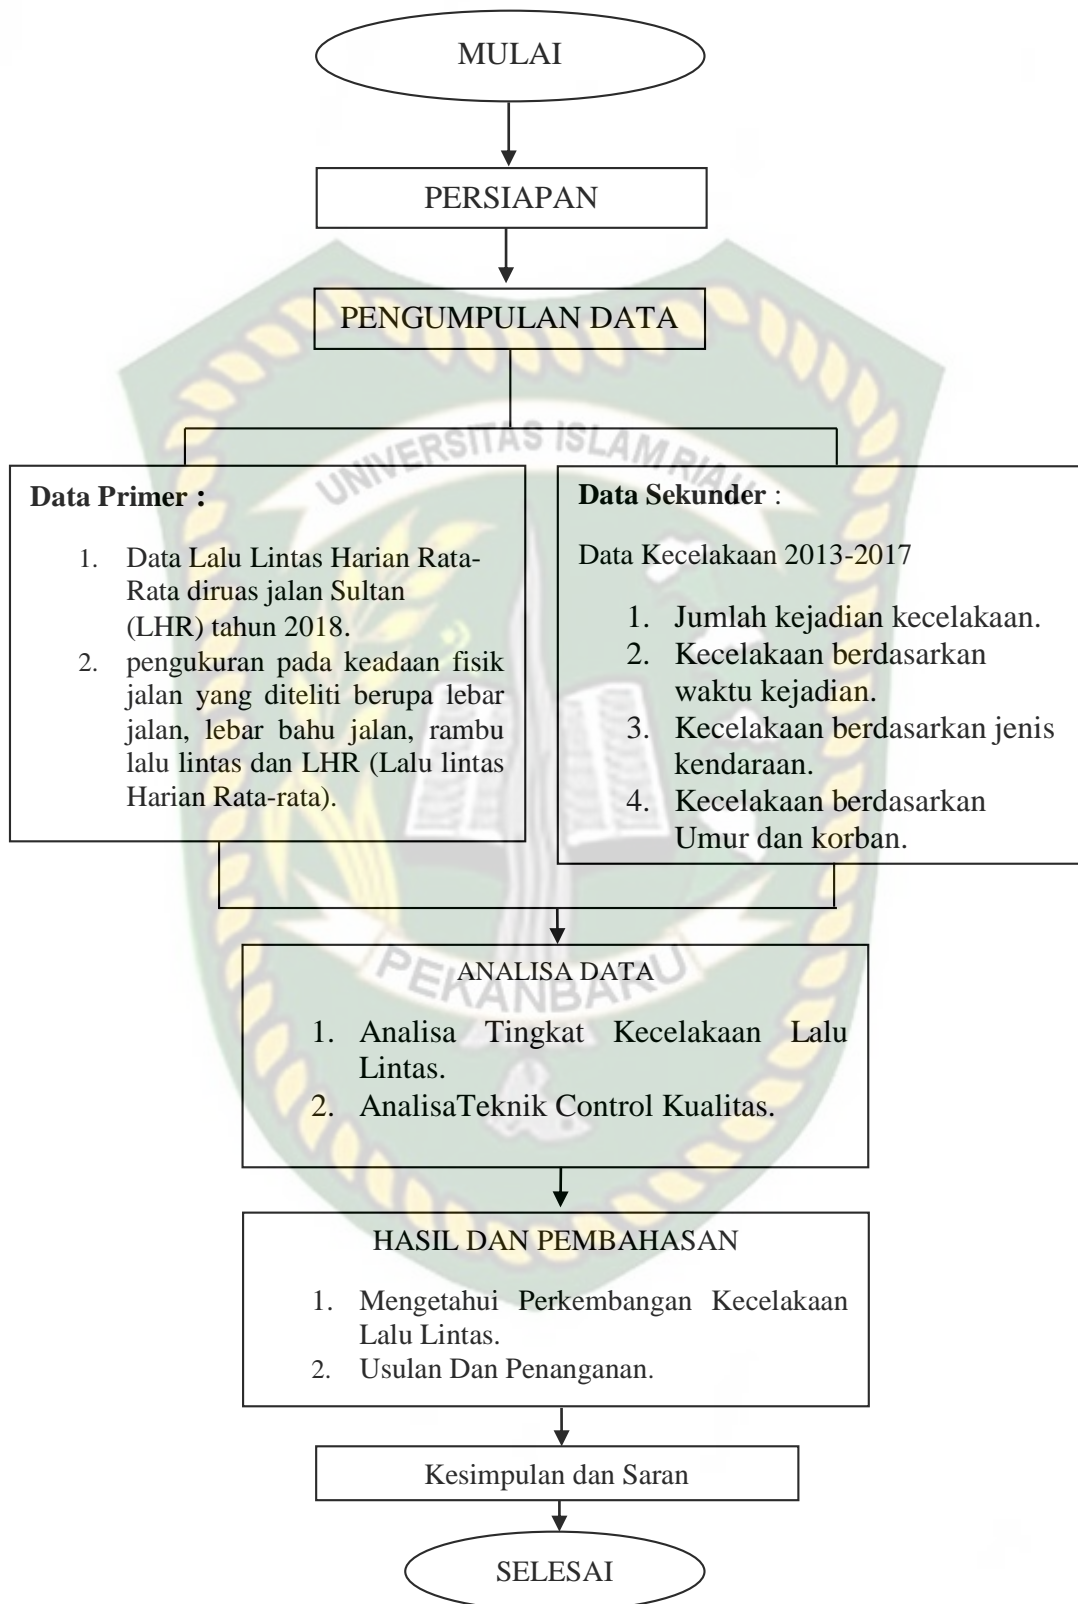 MULAI
PERSIAPAN
PENGUMPULAN DATA
UNIVERSITAS ISLAM RIAU
Data Primer :
1. Data Lalu Lintas Harian Rata-
Rata diruas jalan Sultan
(LHR) tahun 2018.
2. pengukuran pada keadaan fisik
jalan yang diteliti berupa lebar
jalan, lebar bahu jalan, rambu
lalu lintas dan LHR (Lalu lintas
Harian Rata-rata).
Data Sekunder :
Data Kecelakaan 2013-2017
1. Jumlah kejadian kecelakaan.
2. Kecelakaan berdasarkan
waktu kejadian.
3. Kecelakaan berdasarkan jenis
kendaraan.
4. Kecelakaan berdasarkan
Umur dan korban.
PEKANBARU
ANALISA DATA
1. Analisa Tingkat Kecelakaan Lalu
Lintas.
2. AnalisaTeknik Control Kualitas.
HASIL DAN PEMBAHASAN
1. Mengetahui Perkembangan Kecelakaan
Lalu Lintas.
2. Usulan Dan Penanganan.
Kesimpulan dan Saran
SELESAI